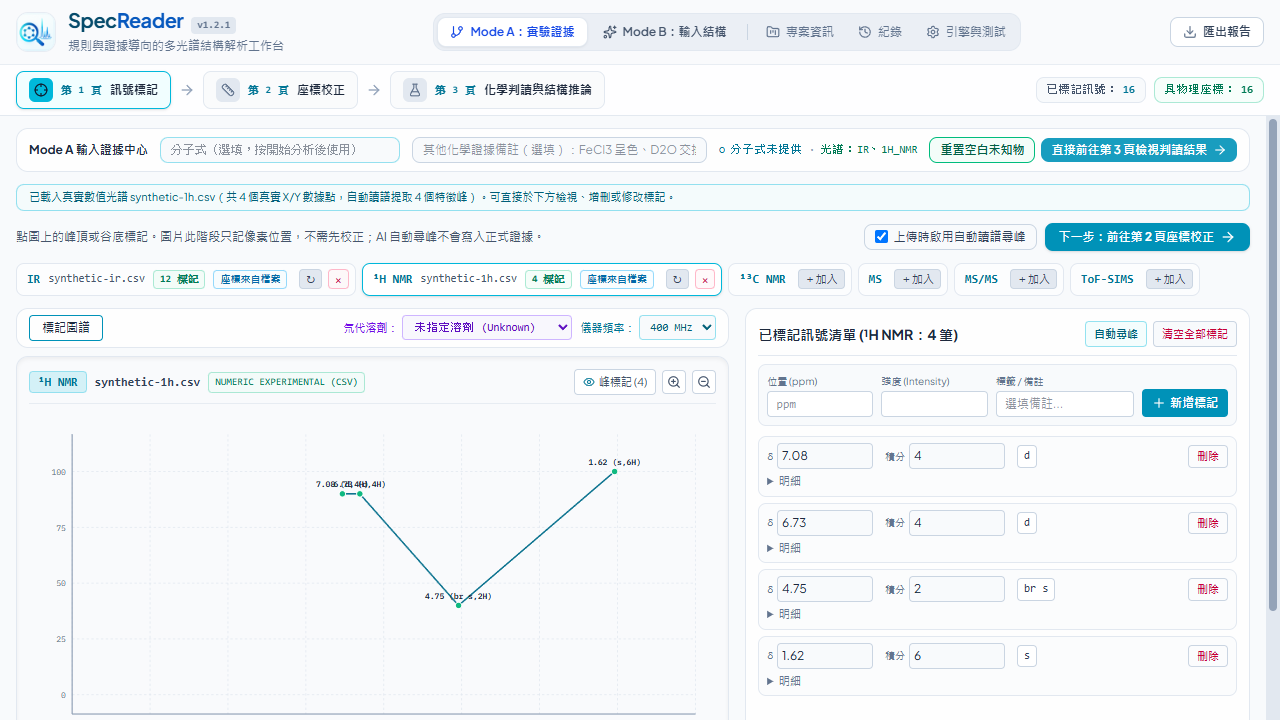 SpecReader v1.2.1
規則與證據導向的多光譜結構解析工作台
Mode A：實驗證據
Mode B：輸入結構
專案資訊
紀錄
引擎與測試
匯出報告
第 1 頁 訊號標記
第 2 頁 座標校正
第 3 頁 化學判讀與結構推論
已標記訊號： 16
具物理座標： 16
Mode A 輸入證據中心
分子式（選填，按開始分析後使用）
其他化學證據備註（選填）：FeCl3 呈色、D2O 交
分子式未提供 · 光譜：IR、1H_NMR
重置空白未知物
直接前往第 3 頁檢視判讀結果
已載入真實數值光譜 synthetic-1h.csv（共 4 個真實 X/Y 數據點，自動讀譜提取 4 個特徵峰）。可直接於下方檢視、增刪或修改標記。
點圖上的峰頂或谷底標記。圖片此階段只記像素位置，不需先校正；AI 自動尋峰不會寫入正式證據。
上傳時啟用自動讀譜尋峰
下一步：前往第 2 頁座標校正
IR synthetic-ir.csv 12 標記 座標來自檔案 ↻ ×
¹H NMR synthetic-1h.csv 4 標記 座標來自檔案 ↻ ×
¹³C NMR +加入
MS +加入
MS/MS +加入
ToF-SIMS +加入
標記圖譜
氘代溶劑： 未指定溶劑 (Unknown)
儀器頻率： 400 MHz
¹H NMR synthetic-1h.csv NUMERIC EXPERIMENTAL (CSV)
峰標記 (4)
100
75
50
25
0
1.62 (s,6H)
4.75 (br s,2H)
已標記訊號清單 (¹H NMR：4 筆)
自動尋峰
清空全部標記
位置 (ppm)
強度 (Intensity)
標籤 / 備註
ppm
選填備註...
新增標記
δ 7.08 積分 4 d 刪除
▶ 明細
δ 6.73 積分 4 d 刪除
▶ 明細
δ 4.75 積分 2 br s 刪除
▶ 明細
δ 1.62 積分 6 s 刪除
▶ 明細